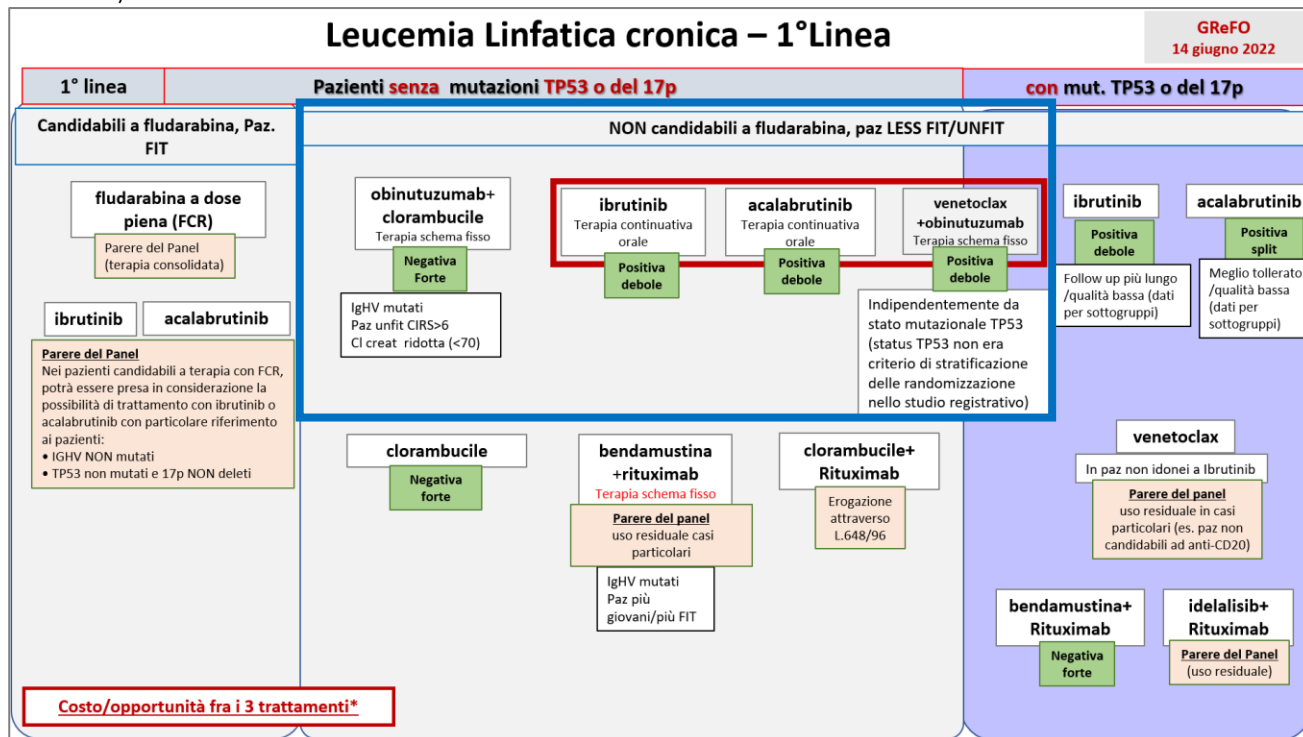 Leucemia Linfatica cronica – 1°Linea
GReFO
14 giugno 2022
1° linea
Pazienti senza mutazioni TP53 o del 17p
con mut. TP53 o del 17p
Candidabili a fludarabina, Paz.
FIT
NON candidabili a fludarabina, paz LESS FIT/UNFIT
fludarabina a dose
piena (FCR)
Parere del Panel
(terapia consolidata)
ibrutinib
acalabrutinib
Parere del Panel
Nei pazienti candidabili a terapia con FCR,
potrà essere presa in considerazione la
possibilità di trattamento con ibrutinib o
acalabrutinib con particolare riferimento
ai pazienti:
• IGHV NON mutati
• TP53 non mutati e 17p NON deleti
obinutuzumab+
clorambucile
Terapia schema fisso
Negativa
Forte
IgHV mutati
Paz unfit CIRS>6
Cl creat ridotta (<70)
ibrutinib
Terapia continuativa
orale
Positiva
debole
acalabrutinib
Terapia continuativa
orale
Positiva
debole
venetoclax
+obinutuzumab
Terapia schema fisso
Positiva
debole
Indipendentemente da
stato mutazionale TP53
(status TP53 non era
criterio di stratificazione
delle randomizzazione
nello studio registrativo)
clorambucile
Negativa
forte
bendamustina
+rituximab
Terapia schema fisso
Parere del panel
uso residuale casi
particolari
IgHV mutati
Paz più
giovani/più FIT
clorambucile+
Rituximab
Erogazione
attraverso
L.648/96
ibrutinib
Positiva
debole
Follow up più lungo
/qualità bassa (dati
per sottogruppi)
acalabrutinib
Positiva
split
Meglio tollerato
/qualità bassa
(dati per
sottogruppi)
venetoclax
In paz non idonei a Ibrutinib
Parere del panel
uso residuale in casi
particolari (es. paz non
candidabili ad anti-CD20)
bendamustina+
Rituximab
Negativa
forte
idelalisib+
Rituximab
Parere del Panel
(uso residuale)
Costo/opportunità fra i 3 trattamenti*